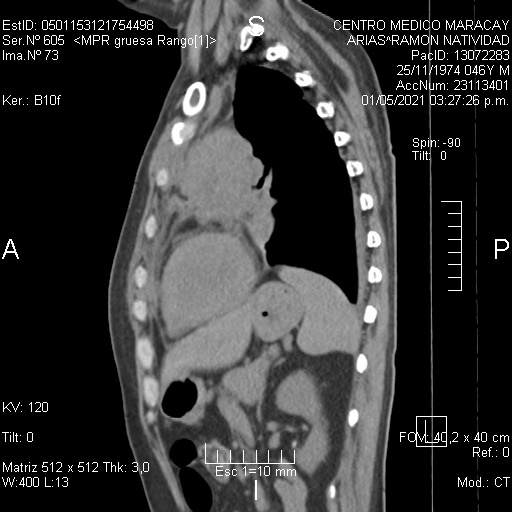 EstID: 0501153121754498
Ser.Nº 605 <MPR gruesa Rango[1]>
Ima.Nº 73
Ker.: B10f
S
CENTRO MEDICO MARACAY
ARIAS^RAMON NATIVIDAD
PacID: 13072283
25/11/1974 046Y M
AccNum: 23113401
01/05/2021 03:27:26 p.m.
Spin: -90
Tilt: 0
A
P
KV: 120
Tilt: 0
Matriz 512 x 512 Thk: 3,0
W:400 L:13
Esc 1=10 mm
I
FOM: 40,2 x 40 cm
Ref.: 0
Mod.: CT